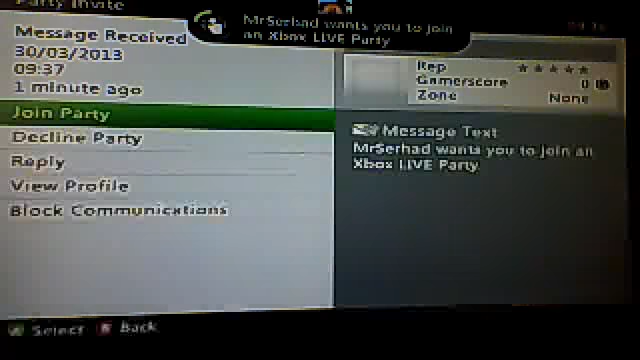 Party Invite
MrSerhad wants you to join
an Xbox LIVE Party
Message Received
30/03/2013
09:37
1 minute ago
Join Party
Decline Party
Reply
View Profile
Block Communications
Rep
Gamerscore 0 G
Zone None
Message Text
MrSerhad wants you to join an
Xbox LIVE Party
A Select B Back